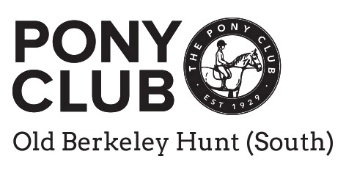 PONY
CLUB
THE PONY CLUB
· EST 1929 ·
Old Berkeley Hunt (South)